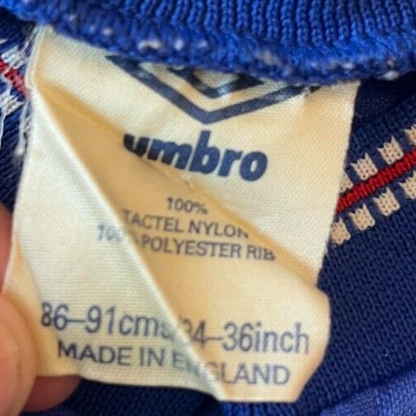 umbro
100%
TACTEL NYLON
100% POLYESTER RIB
86–91cms/34–36inch
MADE IN ENGLAND